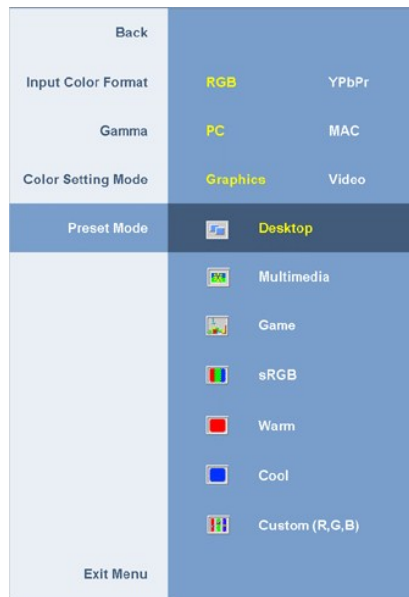 Back
Input Color Format RGB YPbPr
Gamma PC MAC
Color Setting Mode Graphics Video
Preset Mode Desktop
Multimedia
Game
sRGB
Warm
Cool
Custom (R,G,B)
Exit Menu